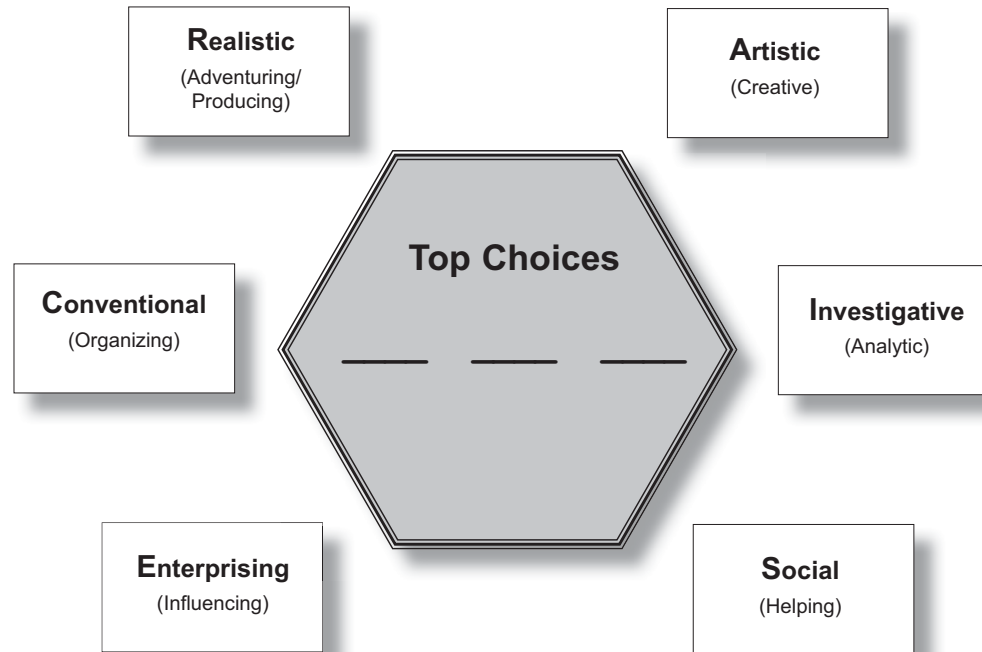 Realistic
(Adventuring/
Producing)
Artistic
(Creative)
Top Choices
Conventional
(Organizing)
Investigative
(Analytic)
Enterprising
(Influencing)
Social
(Helping)